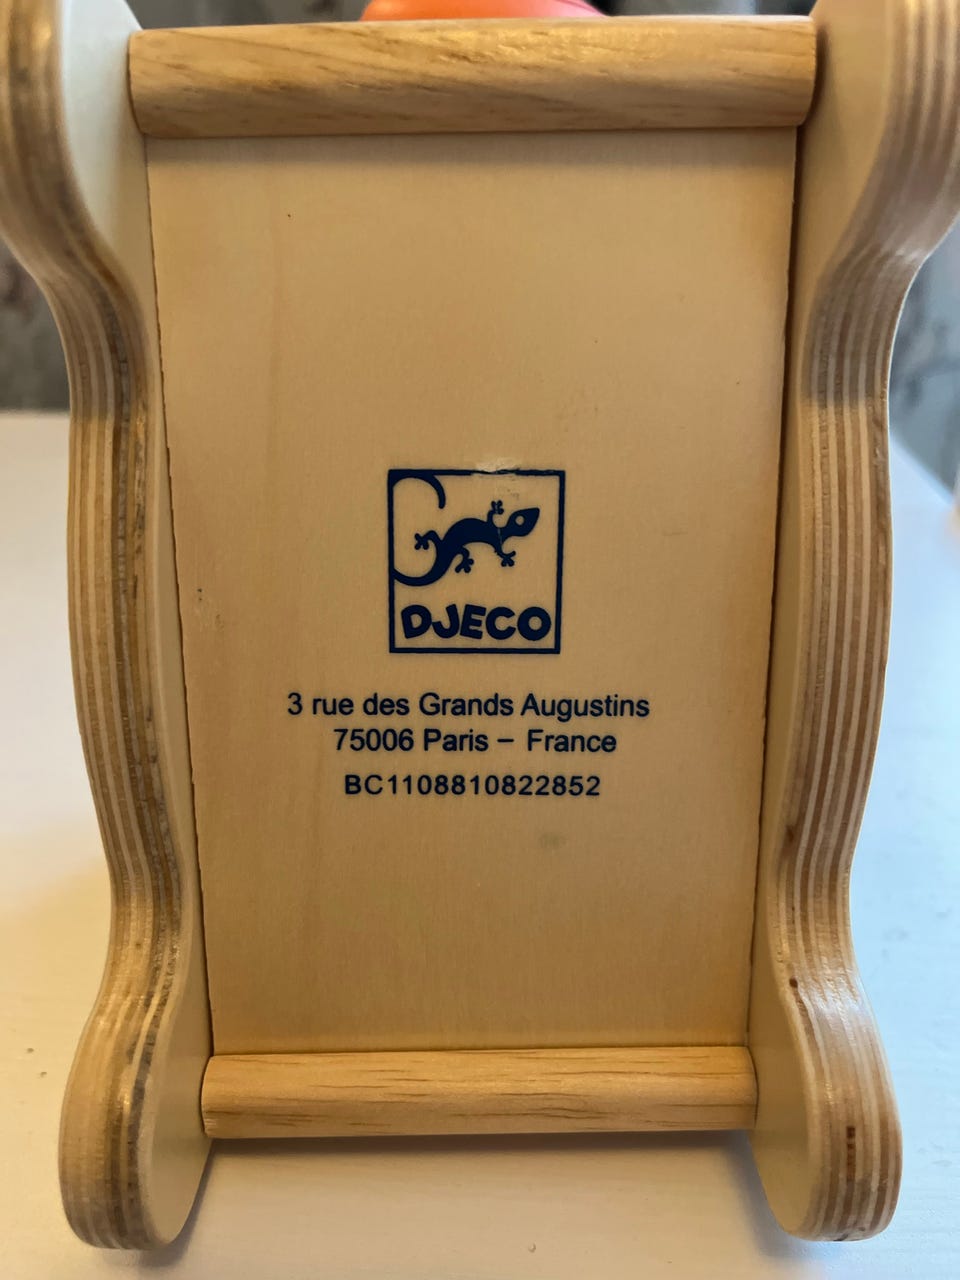 DJECO
3 rue des Grands Augustins
75006 Paris – France
BC1108810822852